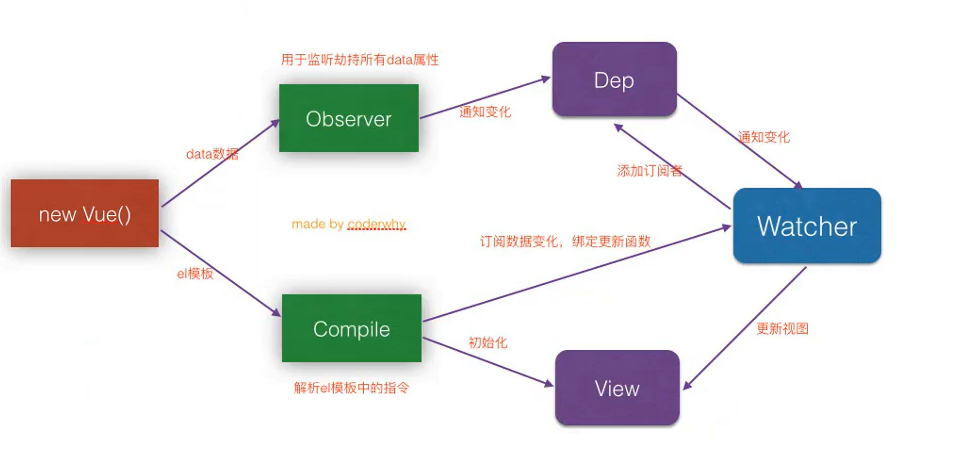 用于监听劫持所有data属性
Dep
Observer
通知变化
通知变化
data数据
添加订阅者
new Vue()
made by coderwhy
Watcher
订阅数据变化，绑定更新函数
el模板
Compile
初始化
更新视图
解析el模板中的指令
View